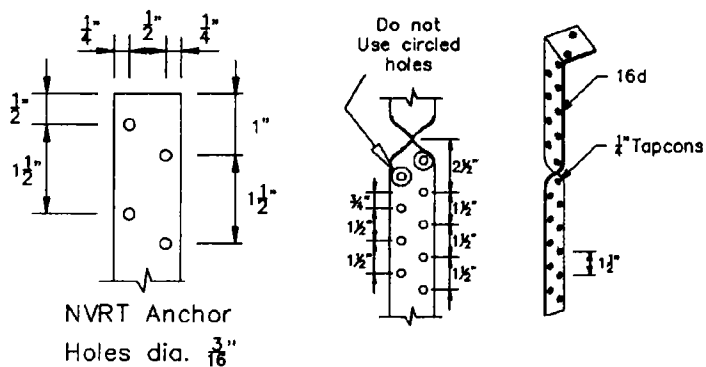 1/4" 1/2" 1/4"
1/2"
1 1/2"
1"
1 1/2"
NVRT Anchor
Holes dia. 3/16"
Do not
Use circled
holes
2 1/2"
3/4"
1 1/2"
1 1/2"
1 1/2"
1 1/2"
1 1/2"
16d
1/4" Tapcons
1 1/2"